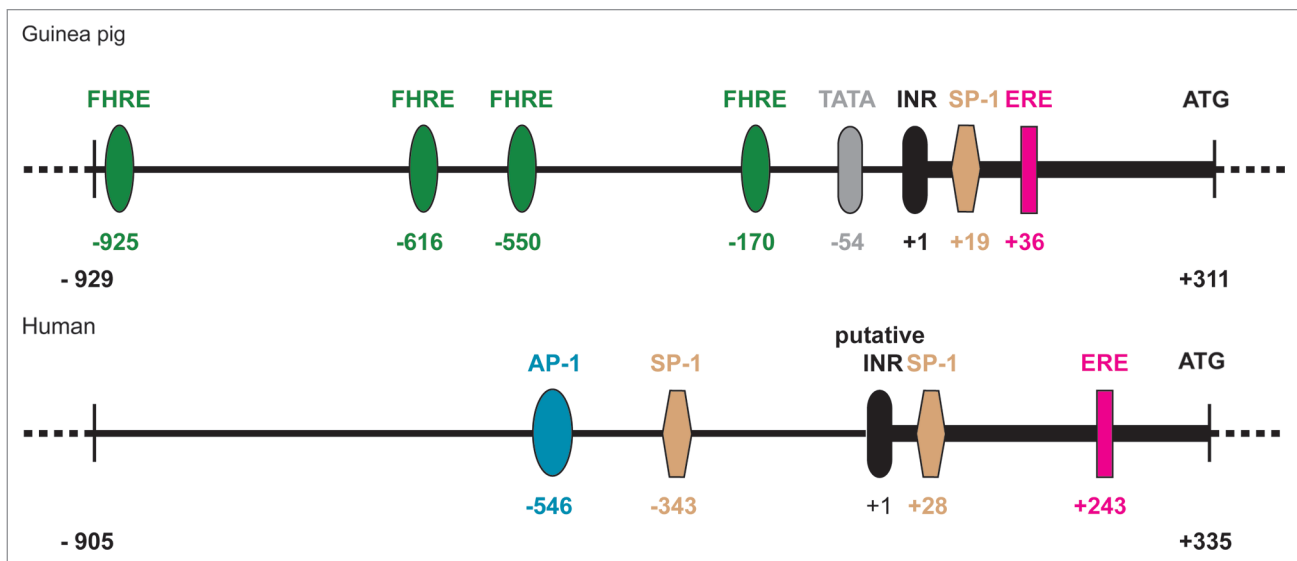 Guinea pig
FHRE FHRE FHRE FHRE TATA INR SP-1 ERE ATG
-925 -616 -550 -170 -54 +1 +19 +36
- 929 +311
Human
putative
AP-1 SP-1 INR SP-1 ERE ATG
-546 -343 +1 +28 +243
- 905 +335